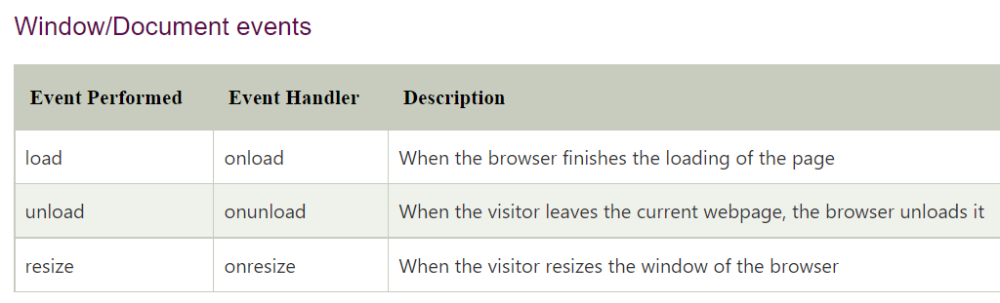 Window/Document events
Event Performed Event Handler Description
load onload When the browser finishes the loading of the page
unload onunload When the visitor leaves the current webpage, the browser unloads it
resize onresize When the visitor resizes the window of the browser